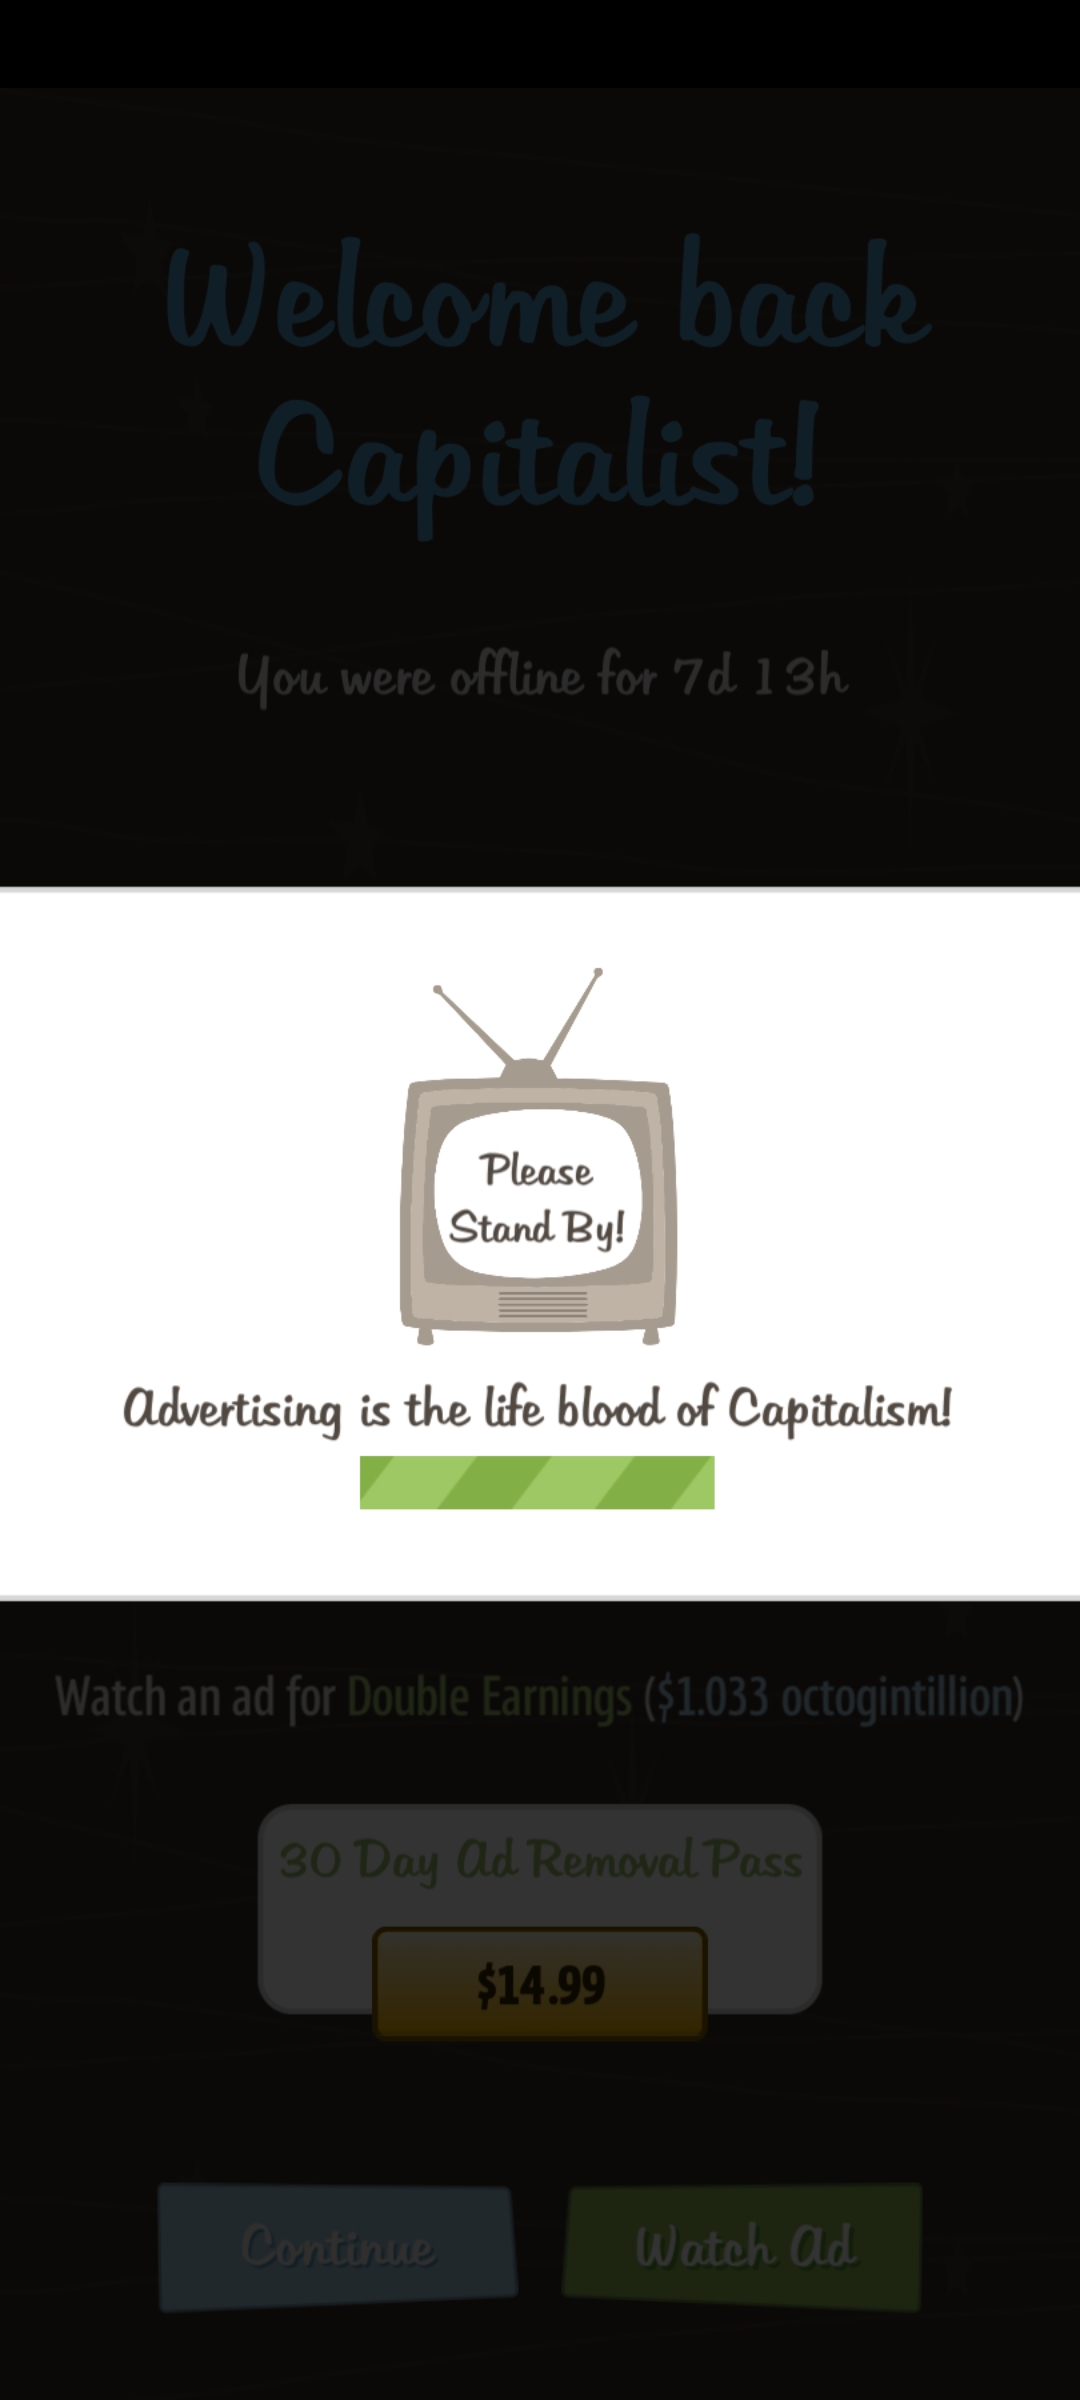 Welcome back
Capitalist!
You were offline for 7d 13h
Please
Stand By!
Advertising is the life blood of Capitalism!
Watch an ad for Double Earnings ($1.033 octogintillion)
30 Day Ad Removal Pass
$14.99
Continue
Watch Ad